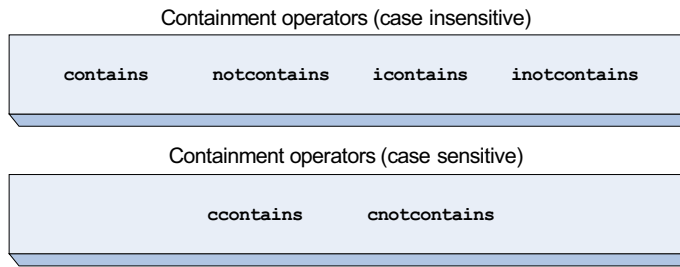 Containment operators (case insensitive)
contains notcontains icontains inotcontains
Containment operators (case sensitive)
ccontains cnotcontains